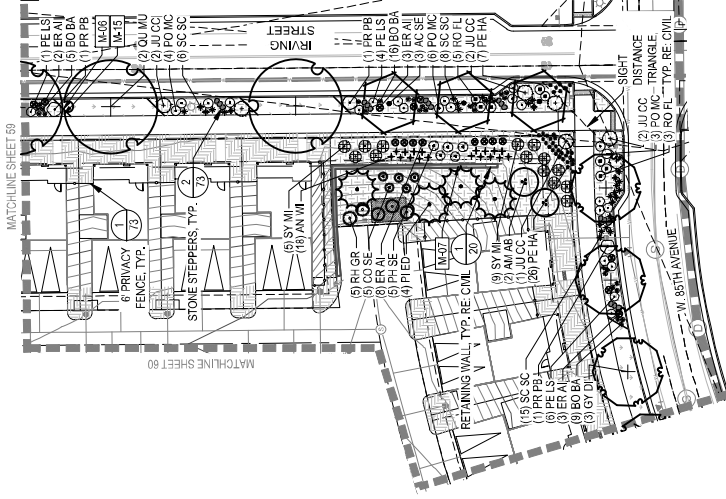 MATCHLINE SHEET 59
(1) PE LS
(2) ER AI
(5) BO BA
(1) PR PB
M-06
M-15
(2) QU MU
(2) JU CC
(4) PO MC
(6) SC SC
IRVING
STREET
(1) PR PB
(4) PE LS
(16) BO BA
(3) ER AI
(3) AC SE
(6) PO MC
(8) SC SC
(5) RO FL
(2) JU CC
(7) PE HA
SIGHT
DISTANCE
TRIANGLE,
TYP. RE: CIVIL
(2) JU CC
(3) PO MC
(3) RO FL
1
73
6' PRIVACY
FENCE, TYP.
2
73
STONE STEPPERS, TYP.
(5) SY MI
(18) AN WI
(5) RH GR
(5) CO SE
(8) ER AI
(5) PH SE
(4) PI ED
M-07
1
20
RETAINING WALL, TYP. RE: CIVIL
(9) SY MI
(2) AM AB
(1) JU CC
(26) PE HA
MATCHLINE SHEET 60
(15) SC SC
(1) PR PB
(6) PE LS
(3) ER AI
(9) BO BA
(3) GY DI
W. 85TH AVENUE